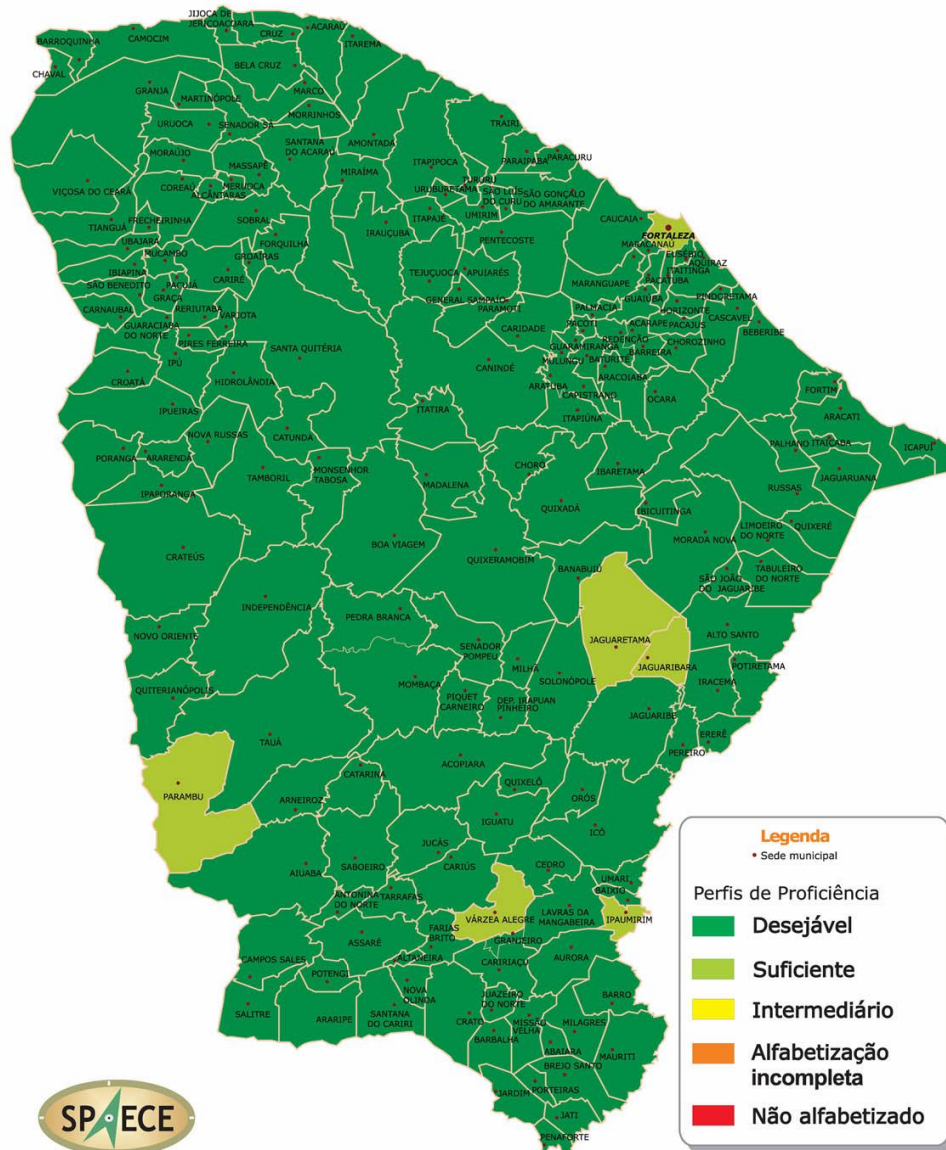 JIJOCA DE
JERICOACOARA
CRUZ
ACARAÚ
ITAREMA
BARROQUINHA
CAMOCIM
BELA CRUZ
CHAVAL
GRANJA
MARCO
MARTINÓPOLE
MORRINHOS
URUOCA
SENADOR SÁ
TRAIRI
SANTANA
DO ACARAÚ
AMONTADA
MORAÚJO
ITAPIPOCA
PARAIPABA
PARACURU
MASSAPÊ
MIRAÍMA
TURURU
VIÇOSA DO CEARÁ
COREAÚ
MERUOCA
ALCÂNTARAS
URUBURETAMA
SÃO LUÍS
DO CURU
SÃO GONÇALO
DO AMARANTE
SOBRAL
ITAPAJÉ
UMIRIM
TIANGUÁ
FRECHEIRINHA
IRAUÇUBA
CAUCAIA
FORTALEZA
UBAJARA
FORQUILHA
PENTECOSTE
MUCAMBO
GROAÍRAS
MARACANAÚ
EUSÉBIO
AQUIRAZ
IBIAPINA
PACUJÁ
CARIRÉ
TEJUÇUOCA
APUIARÉS
ITAITINGA
SÃO BENEDITO
GRAÇA
MARANGUAPE
PACATUBA
GENERAL SAMPAIO
GUAIUBA
PINDORETAMA
CARNAUBAL
RERIUTABA
PARAMOTI
PALMÁCIA
HORIZONTE
CASCAVEL
GUARACIABA
DO NORTE
VARJOTA
CARIDADE
PACOTI
ACARAPE
PACAJUS
BEBERIBE
PIRES FERREIRA
REDENÇÃO
CHOROZINHO
GUARAMIRANGA
BARREIRA
IPÚ
SANTA QUITÉRIA
CANINDÉ
MULUNGU
BATURITÉ
CROATÁ
HIDROLÂNDIA
ARATUBA
ARACOIABA
CAPISTRANO
OCARA
FORTIM
IPUEIRAS
ITATIRA
ITAPIÚNA
ARACATI
NOVA RUSSAS
CATUNDA
PALHANO
ITAIÇABA
ICAPUÍ
PORANGA
ARARENDA
CHORÓ
IBARETAMA
TAMBORIL
MONSENHOR
TABOSA
MADALENA
JAGUARUANA
IPAPORANGA
RUSSAS
QUIXADÁ
IBICUITINGA
LIMOEIRO
DO NORTE
QUIXERÉ
BOA VIAGEM
MORADA NOVA
CRATEÚS
QUIXERAMOBIM
BANABUIÚ
TABULEIRO
DO NORTE
SÃO JOÃO
DO JAGUARIBE
INDEPENDÊNCIA
PEDRA BRANCA
NOVO ORIENTE
SENADOR
POMPEU
JAGUARETAMA
ALTO SANTO
MILHÃ
JAGUARIBARA
POTIRETAMA
MOMBAÇA
SOLONÓPOLE
IRACEMA
QUITERIANÓPOLIS
PIQUET
CARNEIRO
DEP. IRAPUAN
PINHEIRO
JAGUARIBE
TAUÁ
ERERÊ
PEREIRO
ACOPIARA
CATARINA
PARAMBU
QUIXELÔ
ARNEIROZ
ORÓS
IGUATU
ICÓ
Legenda
Sede municipal
JUCÁS
AIUABA
SABOEIRO
CARIÚS
CEDRO
UMARI
BAIXIO
Perfis de Proficiência
ANTONINA
DO NORTE
TARRAFAS
VÁRZEA ALEGRE
LAVRAS DA
MANGABEIRA
IPAUMIRIM
Desejável
ASSARÉ
FARIAS
BRITO
GRANJEIRO
CAMPOS SALES
ALTANEIRA
CARIRIAÇU
AURORA
Suficiente
POTENGI
NOVA
OLINDA
JUAZEIRO
DO NORTE
BARRO
SALITRE
ARARIPE
SANTANA
DO CARIRI
CRATO
MISSÃO
VELHA
MILAGRES
Intermediário
BARBALHA
ABAIARA
MAURITI
BREJO SANTO
Alfabetização
incompleta
JARDIM
PORTEIRAS
JATI
PENAFORTE
Não alfabetizado
SPAECE